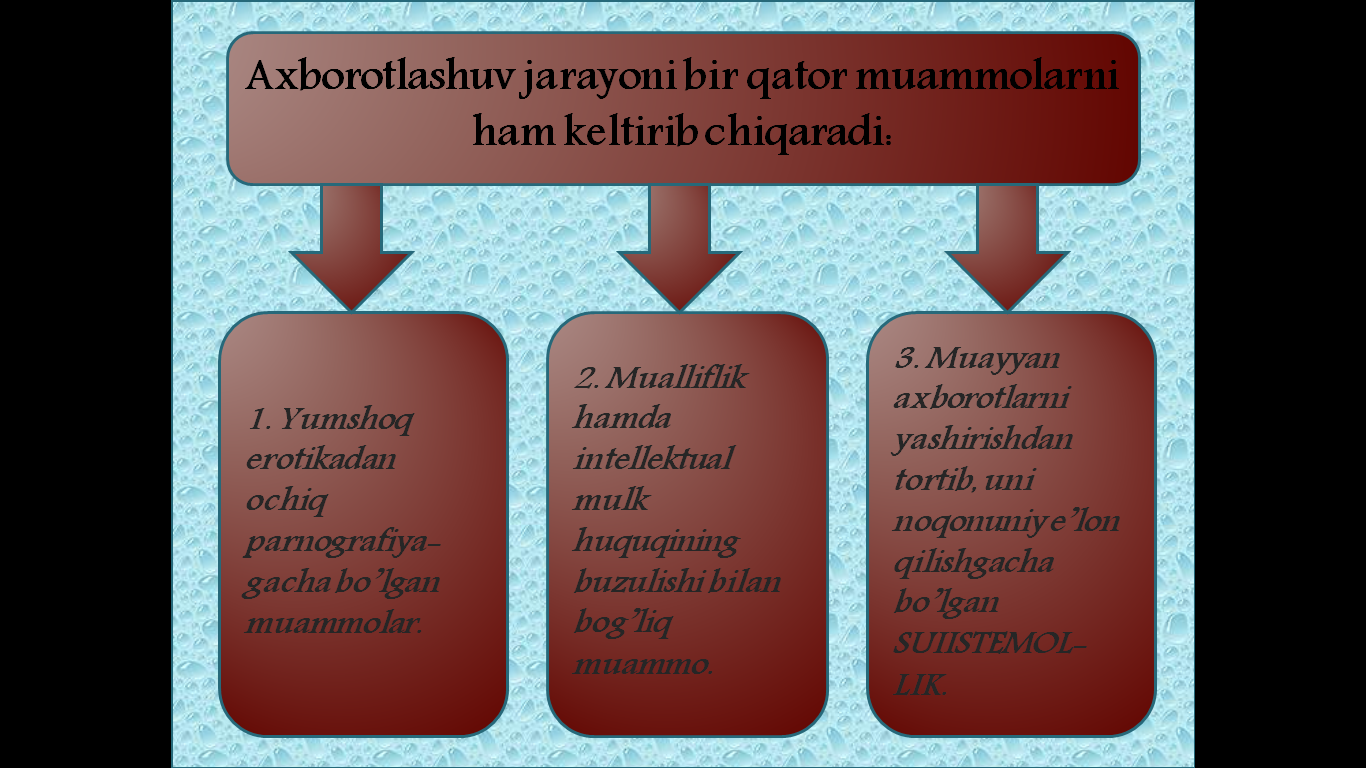 Axborotlashuv jarayoni bir qator muammolarni
ham keltirib chiqaradi:
1. Yumshoq
erotikadan
ochiq
parnografiya-
gacha bo’lgan
muammolar.
2. Mualliflik
hamda
intellektual
mulk
huquqining
buzulishi bilan
bog’liq
muammo.
3. Muayyan
axborotlarni
yashirishdan
tortib, uni
noqonuniy e’lon
qilishgacha
bo’lgan
SUIISTEMOL-
LIK.